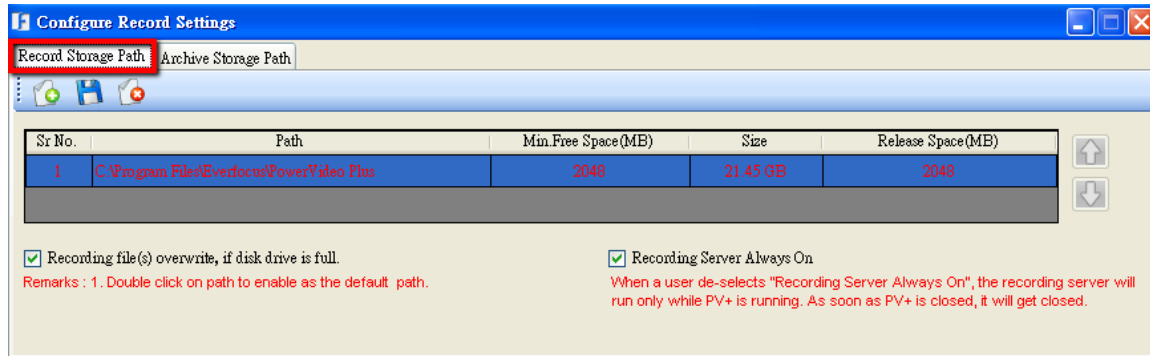 Configure Record Settings
Record Storage Path Archive Storage Path
Sr No. Path Min.Free Space(MB) Size Release Space(MB)
1 C:\Program Files\Everfocus\PowerVideo Plus 2048 21.45 GB 2048
Recording file(s) overwrite, if disk drive is full. Recording Server Always On
Remarks : 1. Double click on path to enable as the default path. When a user de-selects "Recording Server Always On", the recording server will
run only while PV+ is running. As soon as PV+ is closed, it will get closed.